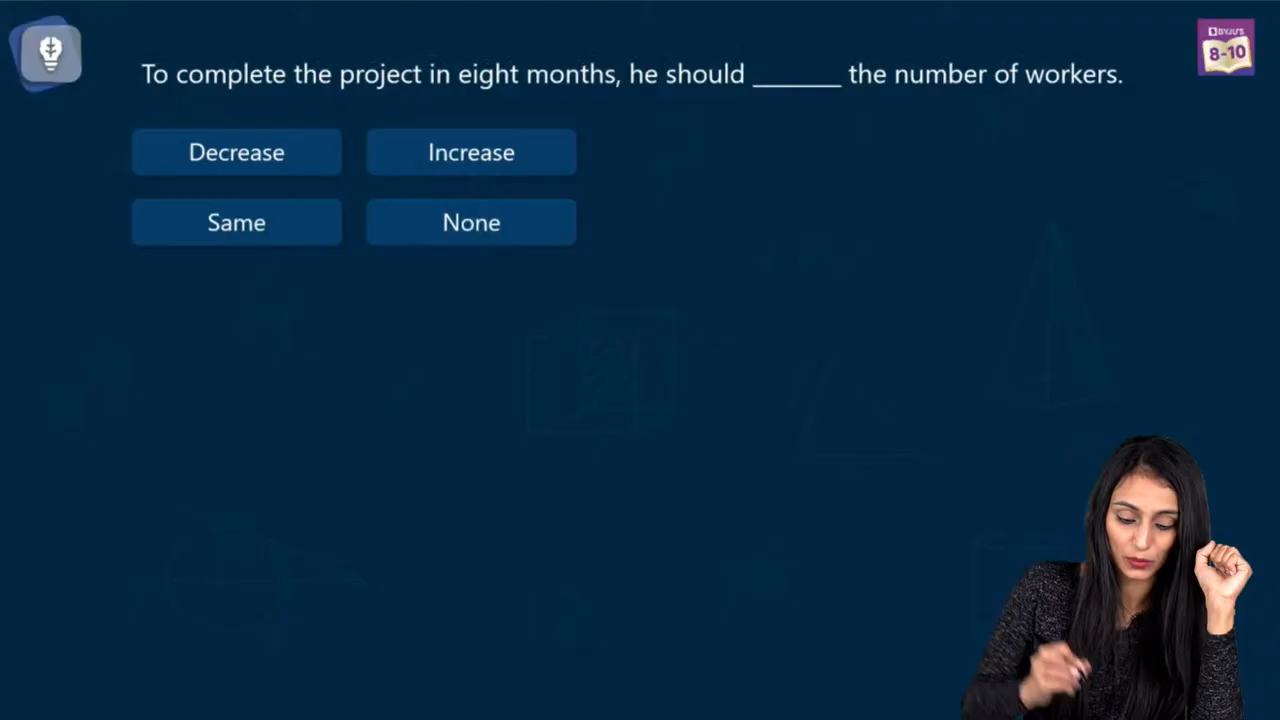 To complete the project in eight months, he should _______ the number of workers.
BYJU'S
8-10
Decrease
Increase
Same
None